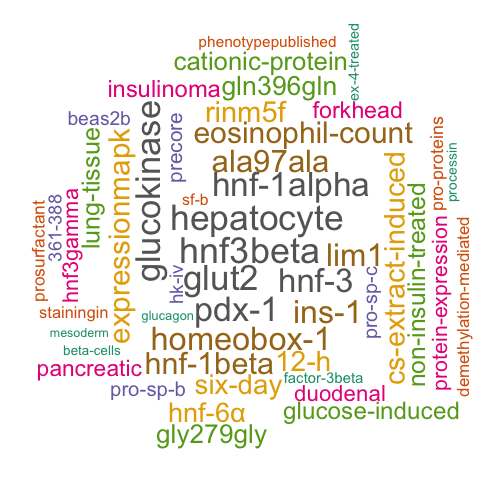 phenotypepublished
cationic-protein
ex-4-treated
insulinoma
gln396gln
beas2b
rinm5f
forkhead
precore
eosinophil-count
lung-tissue
expressionmapk
glucokinase
ala97ala
hnf-1alpha
pro-proteins
processin
prosurfactant
361-388
hnf3gamma
sf-b
hepatocyte
cs-extract-induced
non-insulin-treated
protein-expression
demethylation-mediated
hnf3beta
lim1
hk-iv
glut2
hnf-3
pro-sp-c
stainingin
glucagon
pdx-1
ins-1
mesoderm
homeobox-1
beta-cells
pancreatic
hnf-1beta
12-h
factor-3beta
pro-sp-b
six-day
duodenal
hnf-6α
glucose-induced
gly279gly